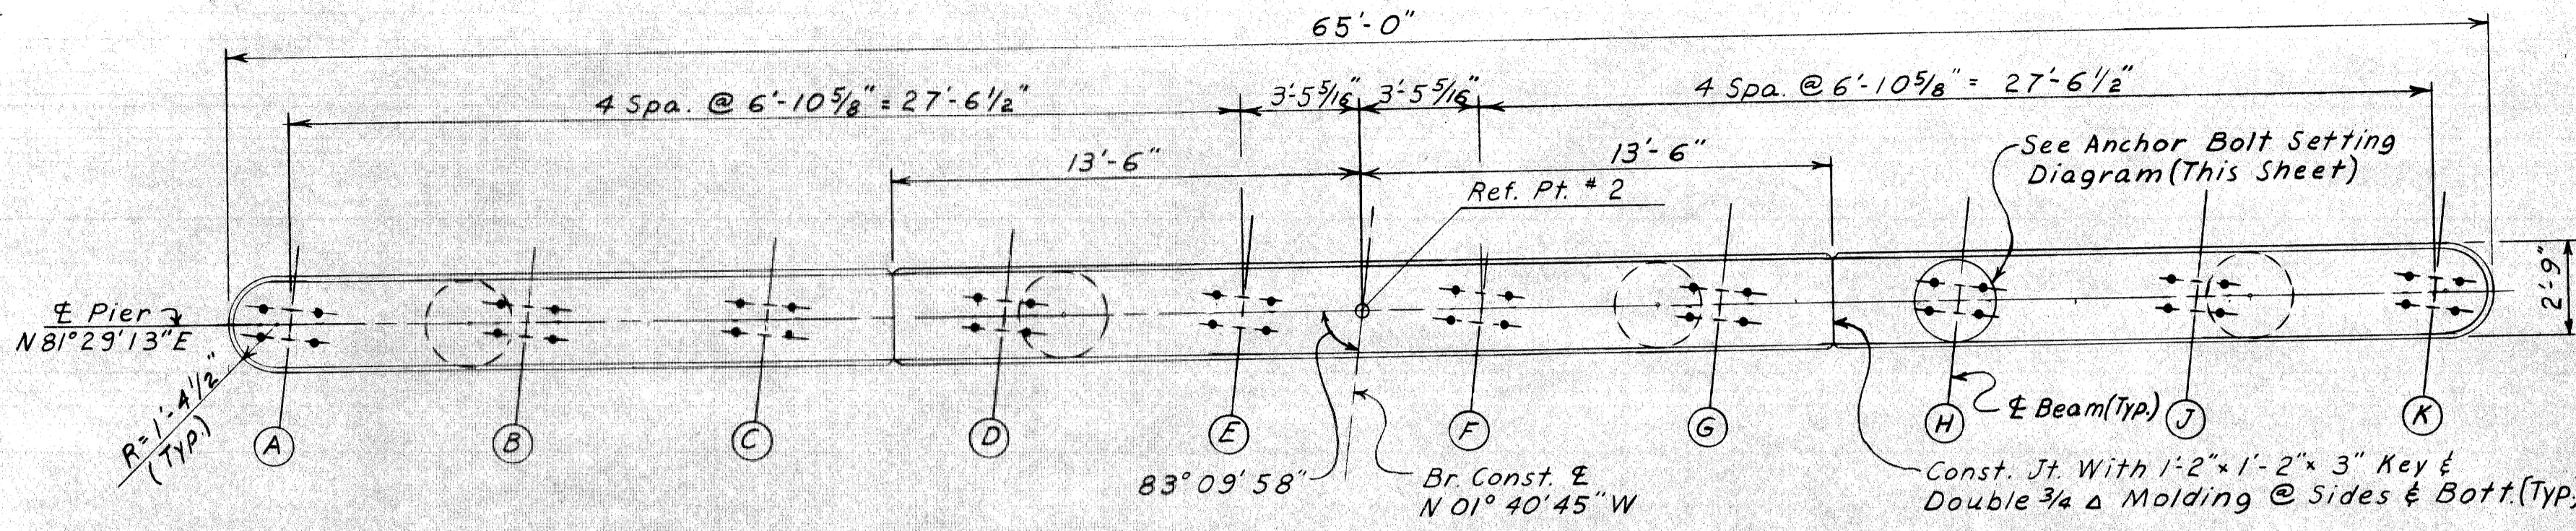 65'-0"
4 Spa. @ 6'-10 5/8" = 27'-6 1/2"
3'-5 5/16"
3'-5 5/16"
4 Spa. @ 6'-10 5/8" = 27'-6 1/2"
13'-6"
13'-6"
Ref. Pt. # 2
See Anchor Bolt Setting
Diagram (This Sheet)
℄ Pier
N 81° 29' 13" E
R = 1'-4 1/2"
(Typ.)
2'-9"
A
B
C
D
E
F
G
H
℄ Beam (Typ.)
J
K
83° 09' 58"
Br. Const. ℄
N 01° 40' 45" W
Const. Jt. With 1'-2" x 1'-2" x 3" Key &
Double 3/4 Δ Molding @ Sides & Bott. (Typ.